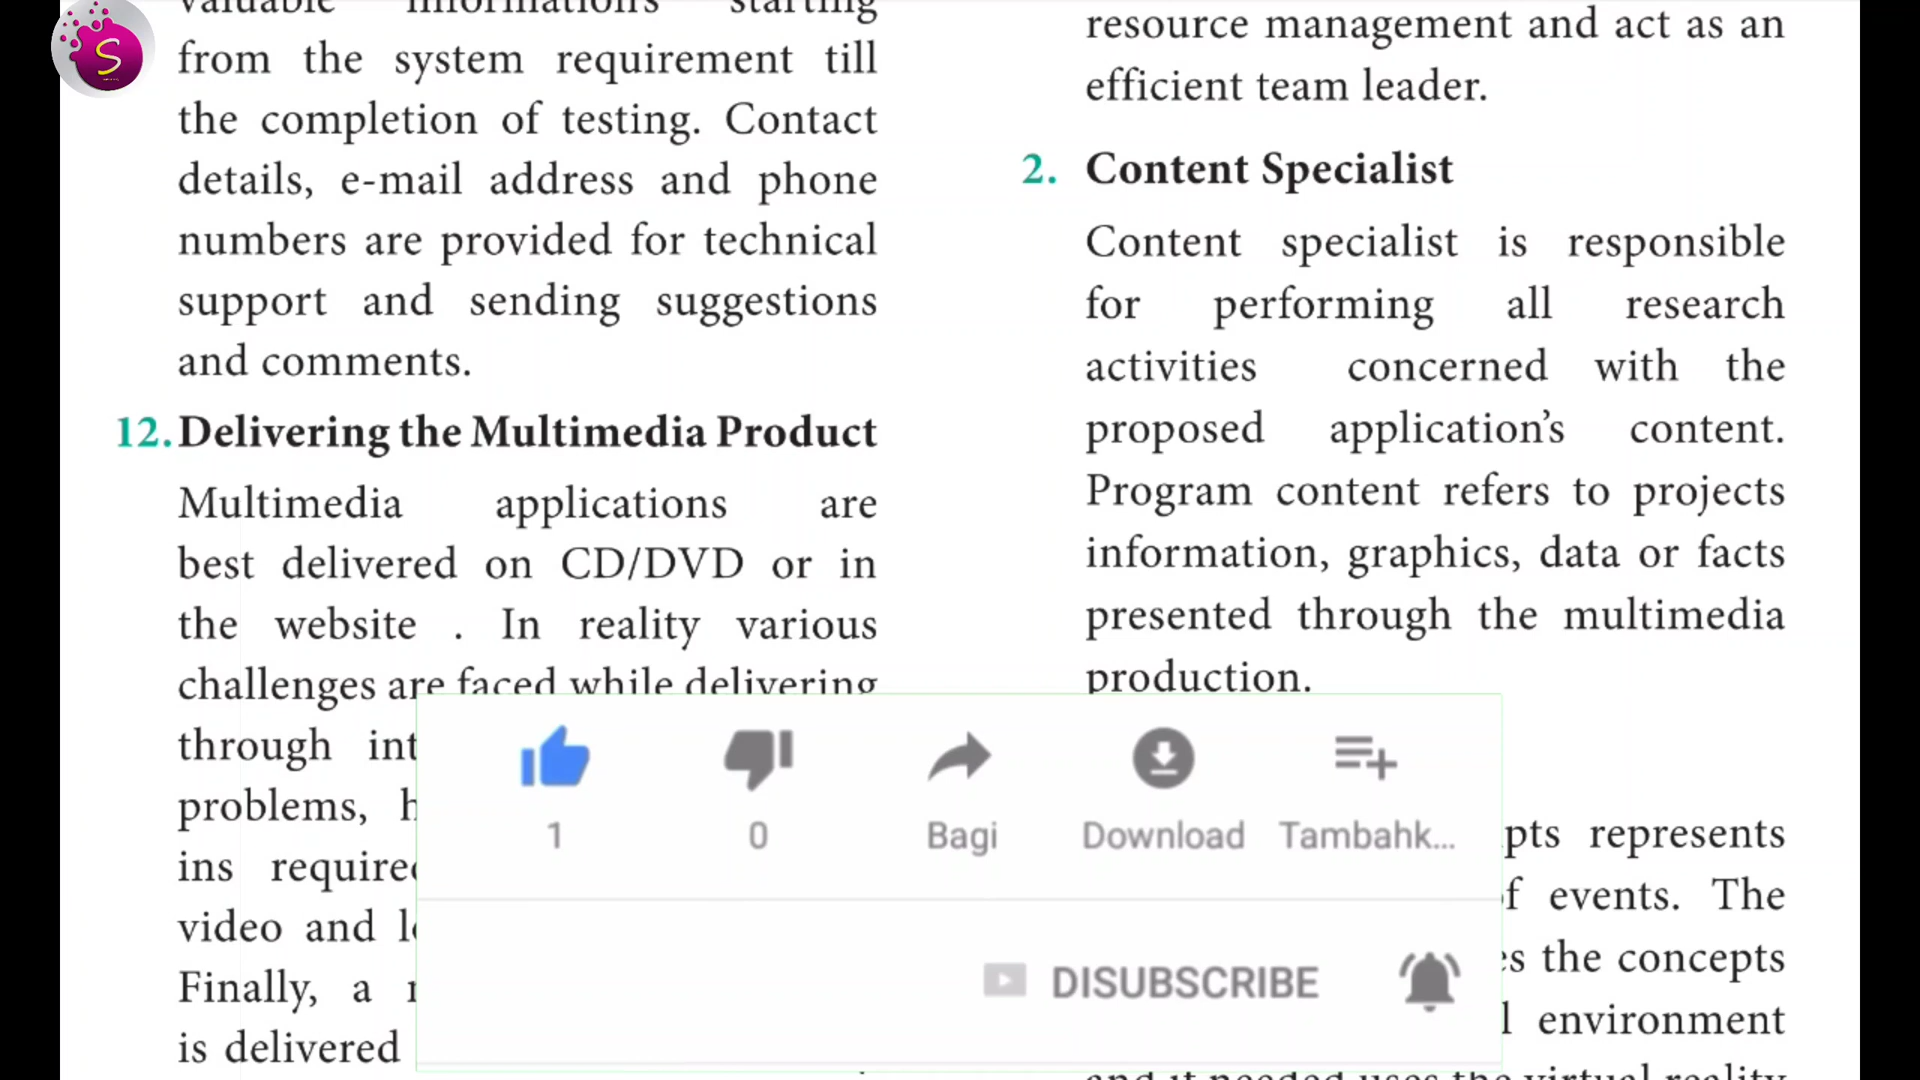 S
from the system requirement till
the completion of testing. Contact
details, e-mail address and phone
numbers are provided for technical
support and sending suggestions
and comments.
12. Delivering the Multimedia Product
Multimedia applications are
best delivered on CD/DVD or in
the website . In reality various
challenges are faced while delivering
through
problems,
ins
video and
Finally, a
is delivered
resource management and act as an
efficient team leader.
2. Content Specialist
Content specialist is responsible
for performing all research
activities concerned with the
proposed application’s content.
Program content refers to projects
information, graphics, data or facts
presented through the multimedia
production.
represents
events. The
the concepts
environment
1
0
Bagi
Download
Tambahk...
DISUBSCRIBE